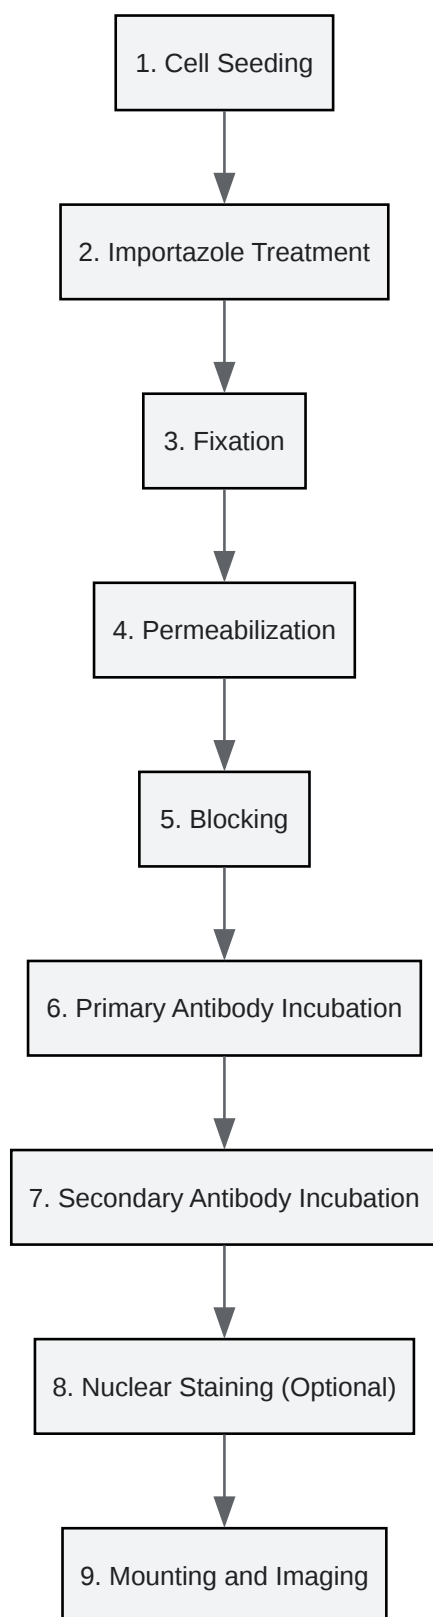 1. Cell Seeding
2. Importazole Treatment
3. Fixation
4. Permeabilization
5. Blocking
6. Primary Antibody Incubation
7. Secondary Antibody Incubation
8. Nuclear Staining (Optional)
9. Mounting and Imaging